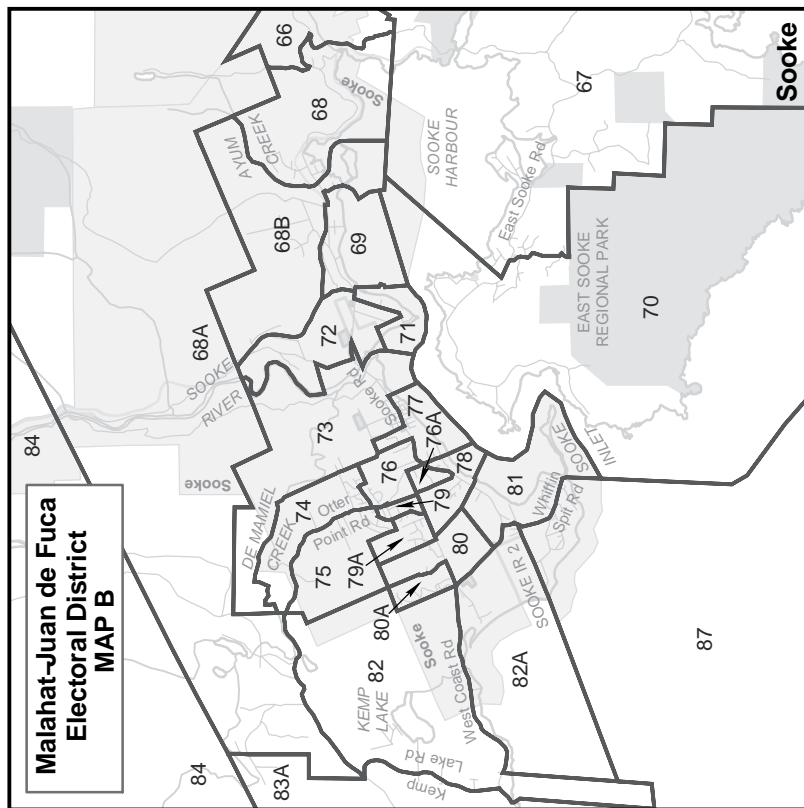 Malahat-Juan de Fuca
Electoral District
MAP B
84
83A
84
68A
66
68
Sooke
AYUM
CREEK
68B
69
SOOKE
HARBOUR
67
East Sooke Rd
Sooke
EAST SOOKE
REGIONAL PARK
70
SOOKE
RIVER
72
71
Sooke Rd
73
Sooke
77
76A
76
78
79
74
Otter
Point Rd
DE MAMIEL
CREEK
75
79A
80
80A
81
Whiffin
Spit Rd
SOOKE
INLET
SOOKE IR 2
82
Sooke
KEMP
LAKE
West Coast Rd
82A
87
Kemp
Lake Rd